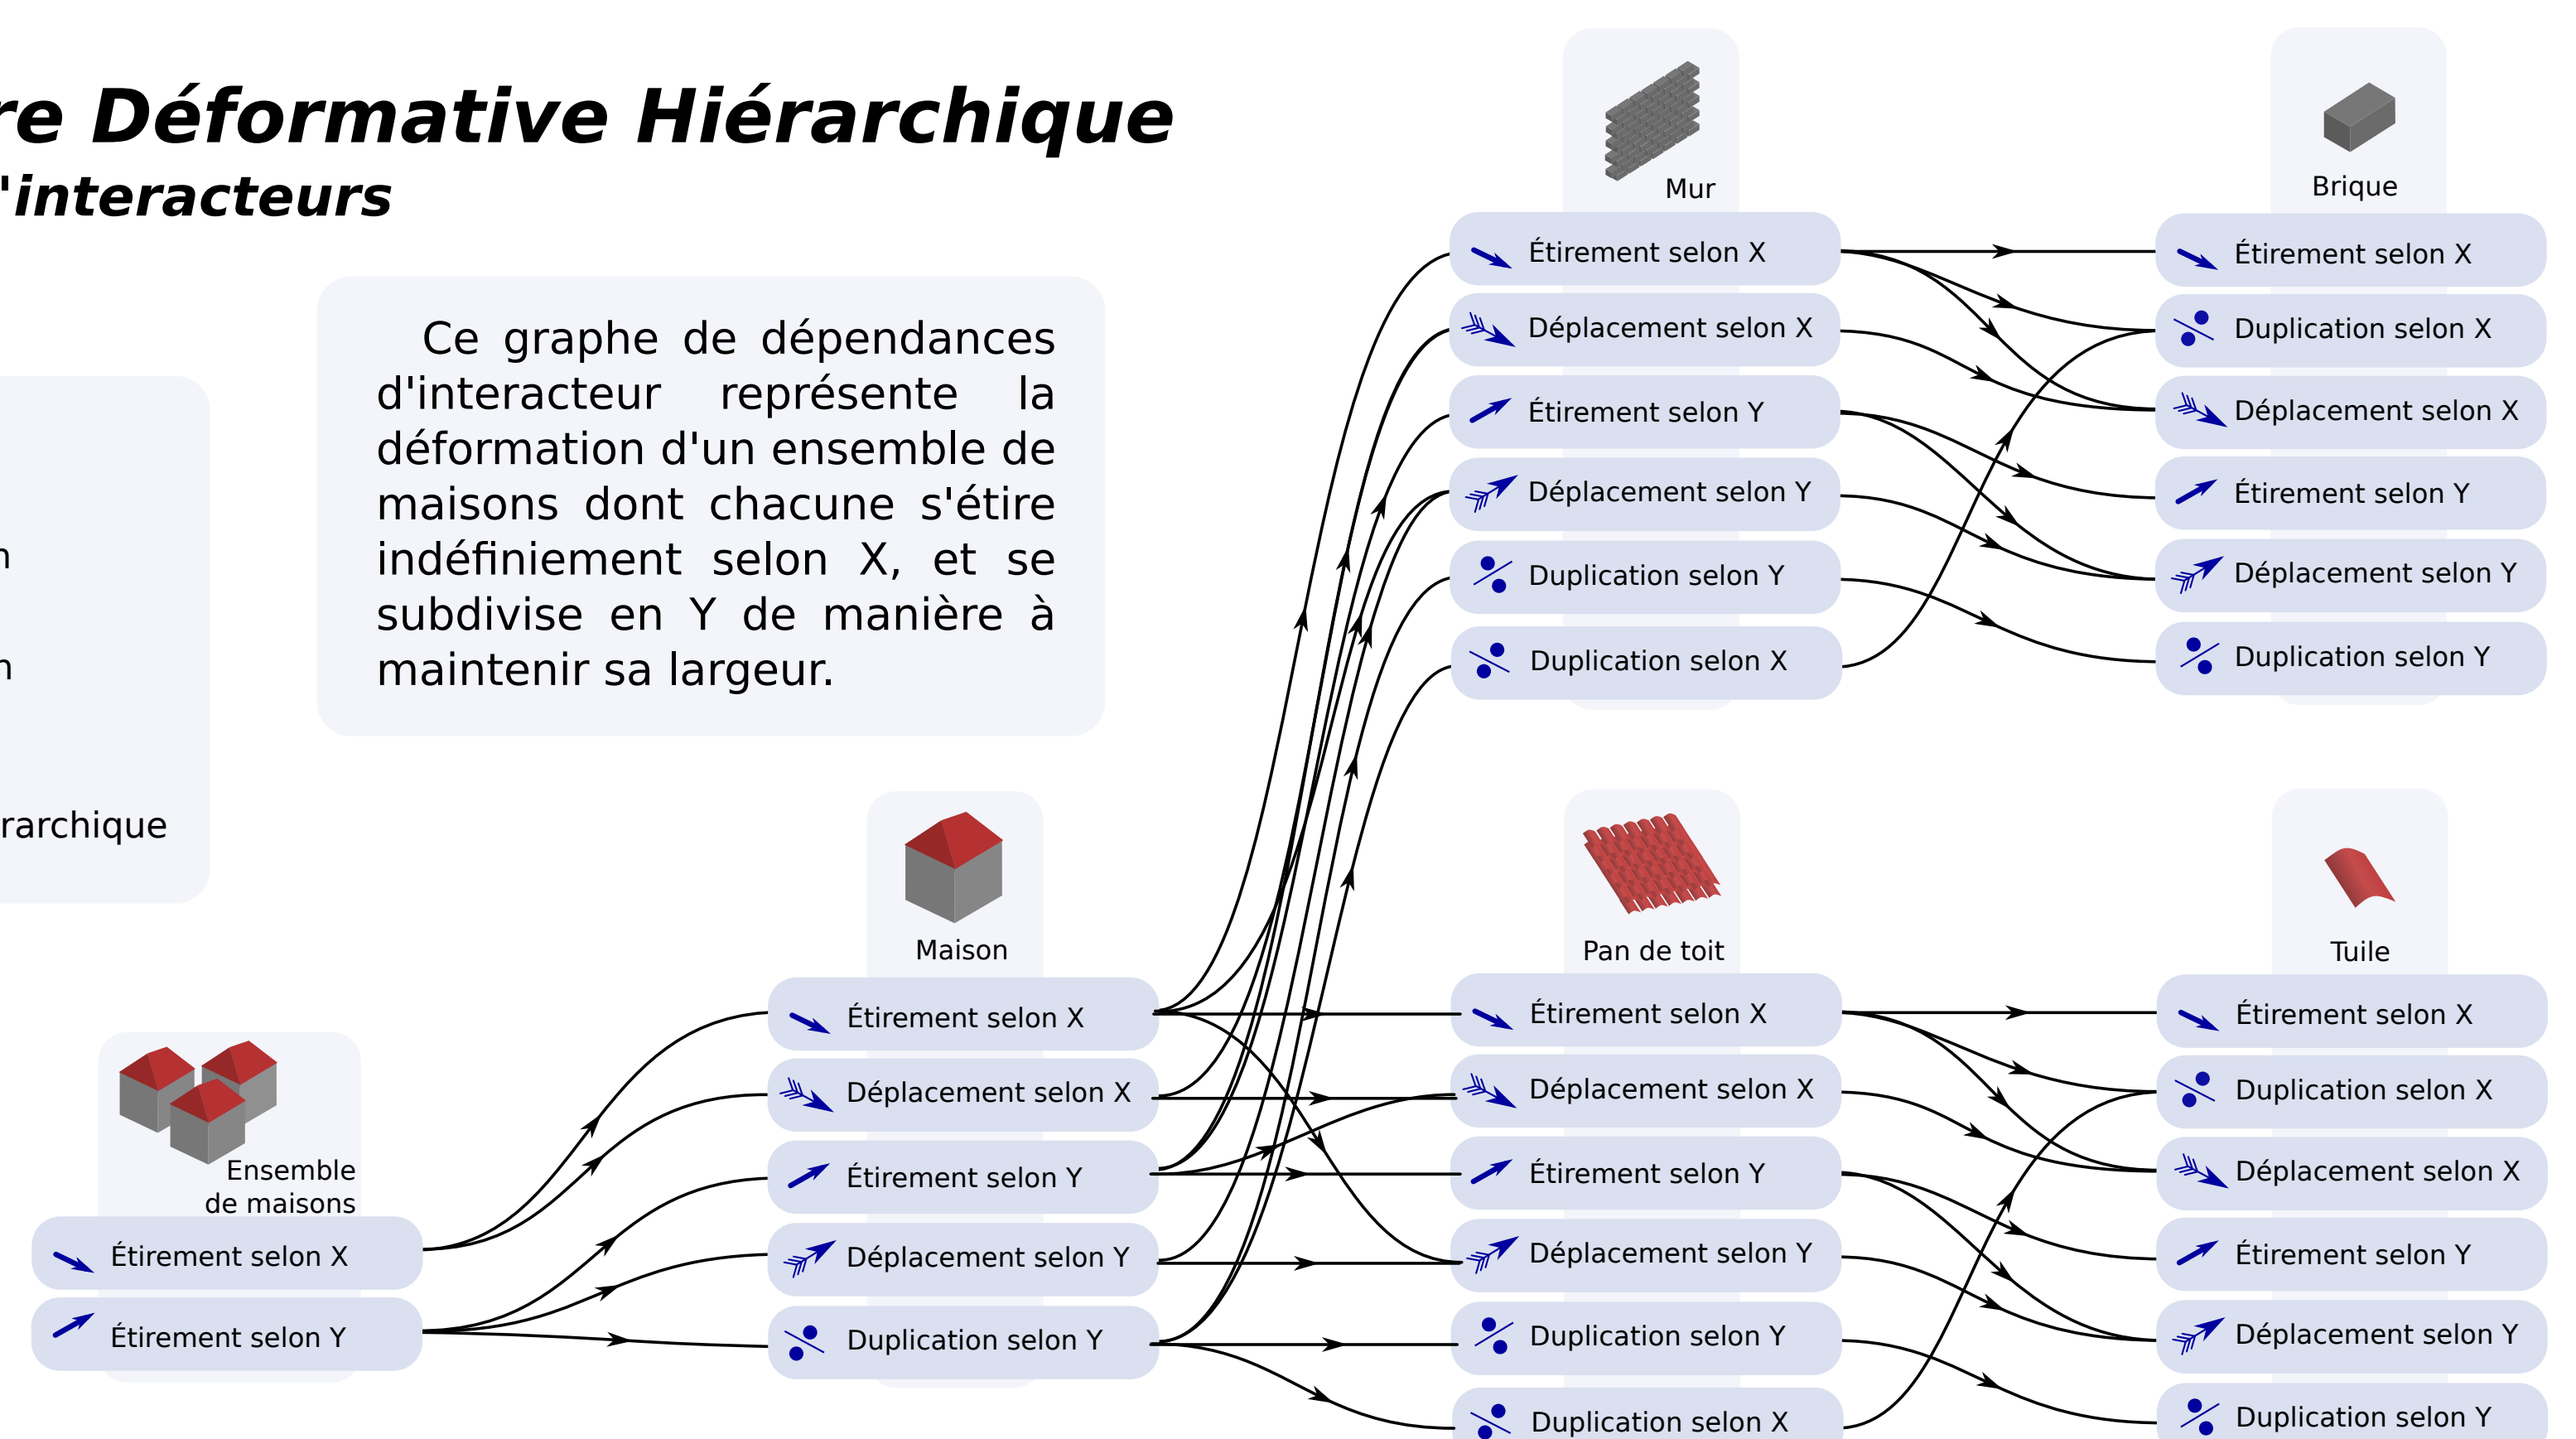 re Déformative Hiérarchique
'interacteurs
Ce graphe de dépendances
d'interacteur représente la
déformation d'un ensemble de
maisons dont chacune s'étire
indéfiniement selon X, et se
subdivise en Y de manière à
maintenir sa largeur.
n
n
rarchique
Ensemble
de maisons
Étirement selon X
Étirement selon Y
Maison
Étirement selon X
Déplacement selon X
Étirement selon Y
Déplacement selon Y
Duplication selon Y
Mur
Étirement selon X
Déplacement selon X
Étirement selon Y
Déplacement selon Y
Duplication selon Y
Duplication selon X
Brique
Étirement selon X
Duplication selon X
Déplacement selon X
Étirement selon Y
Déplacement selon Y
Duplication selon Y
Pan de toit
Étirement selon X
Déplacement selon X
Étirement selon Y
Déplacement selon Y
Duplication selon Y
Duplication selon X
Tuile
Étirement selon X
Duplication selon X
Déplacement selon X
Étirement selon Y
Déplacement selon Y
Duplication selon Y